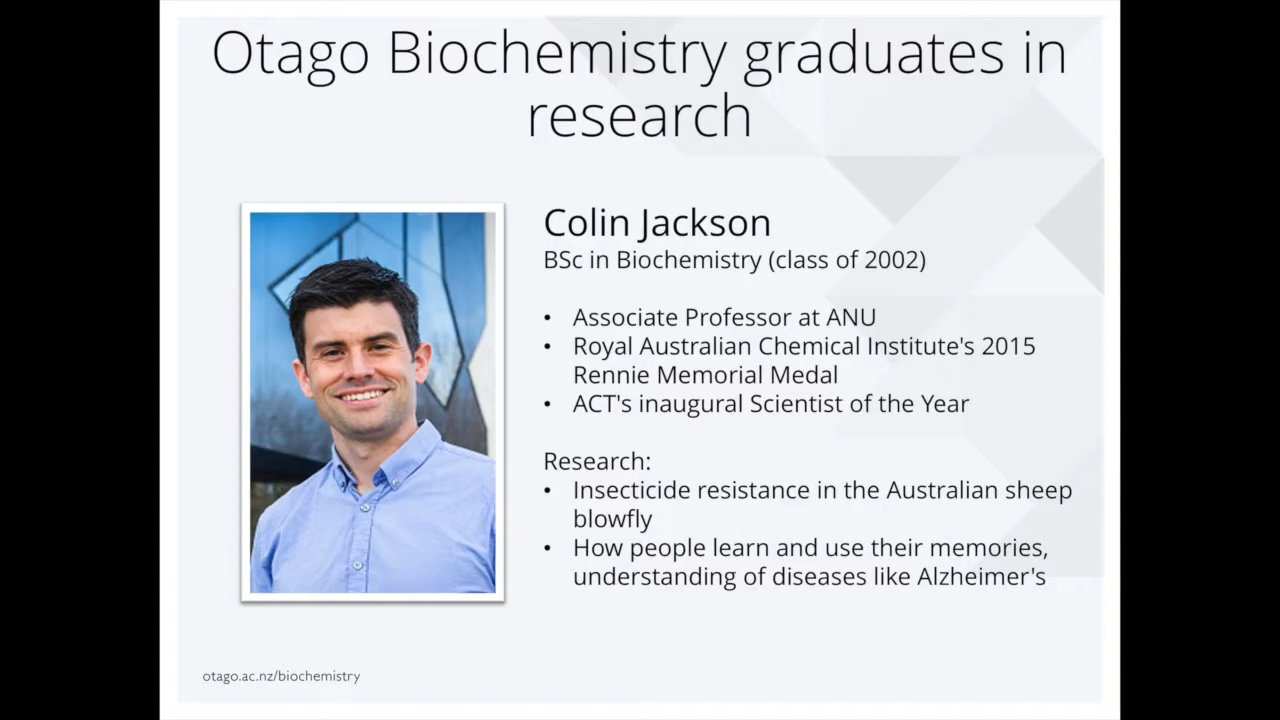 Otago Biochemistry graduates in
research
Colin Jackson
BSc in Biochemistry (class of 2002)
• Associate Professor at ANU
• Royal Australian Chemical Institute's 2015
Rennie Memorial Medal
• ACT's inaugural Scientist of the Year
Research:
• Insecticide resistance in the Australian sheep
blowfly
• How people learn and use their memories,
understanding of diseases like Alzheimer's
otago.ac.nz/biochemistry